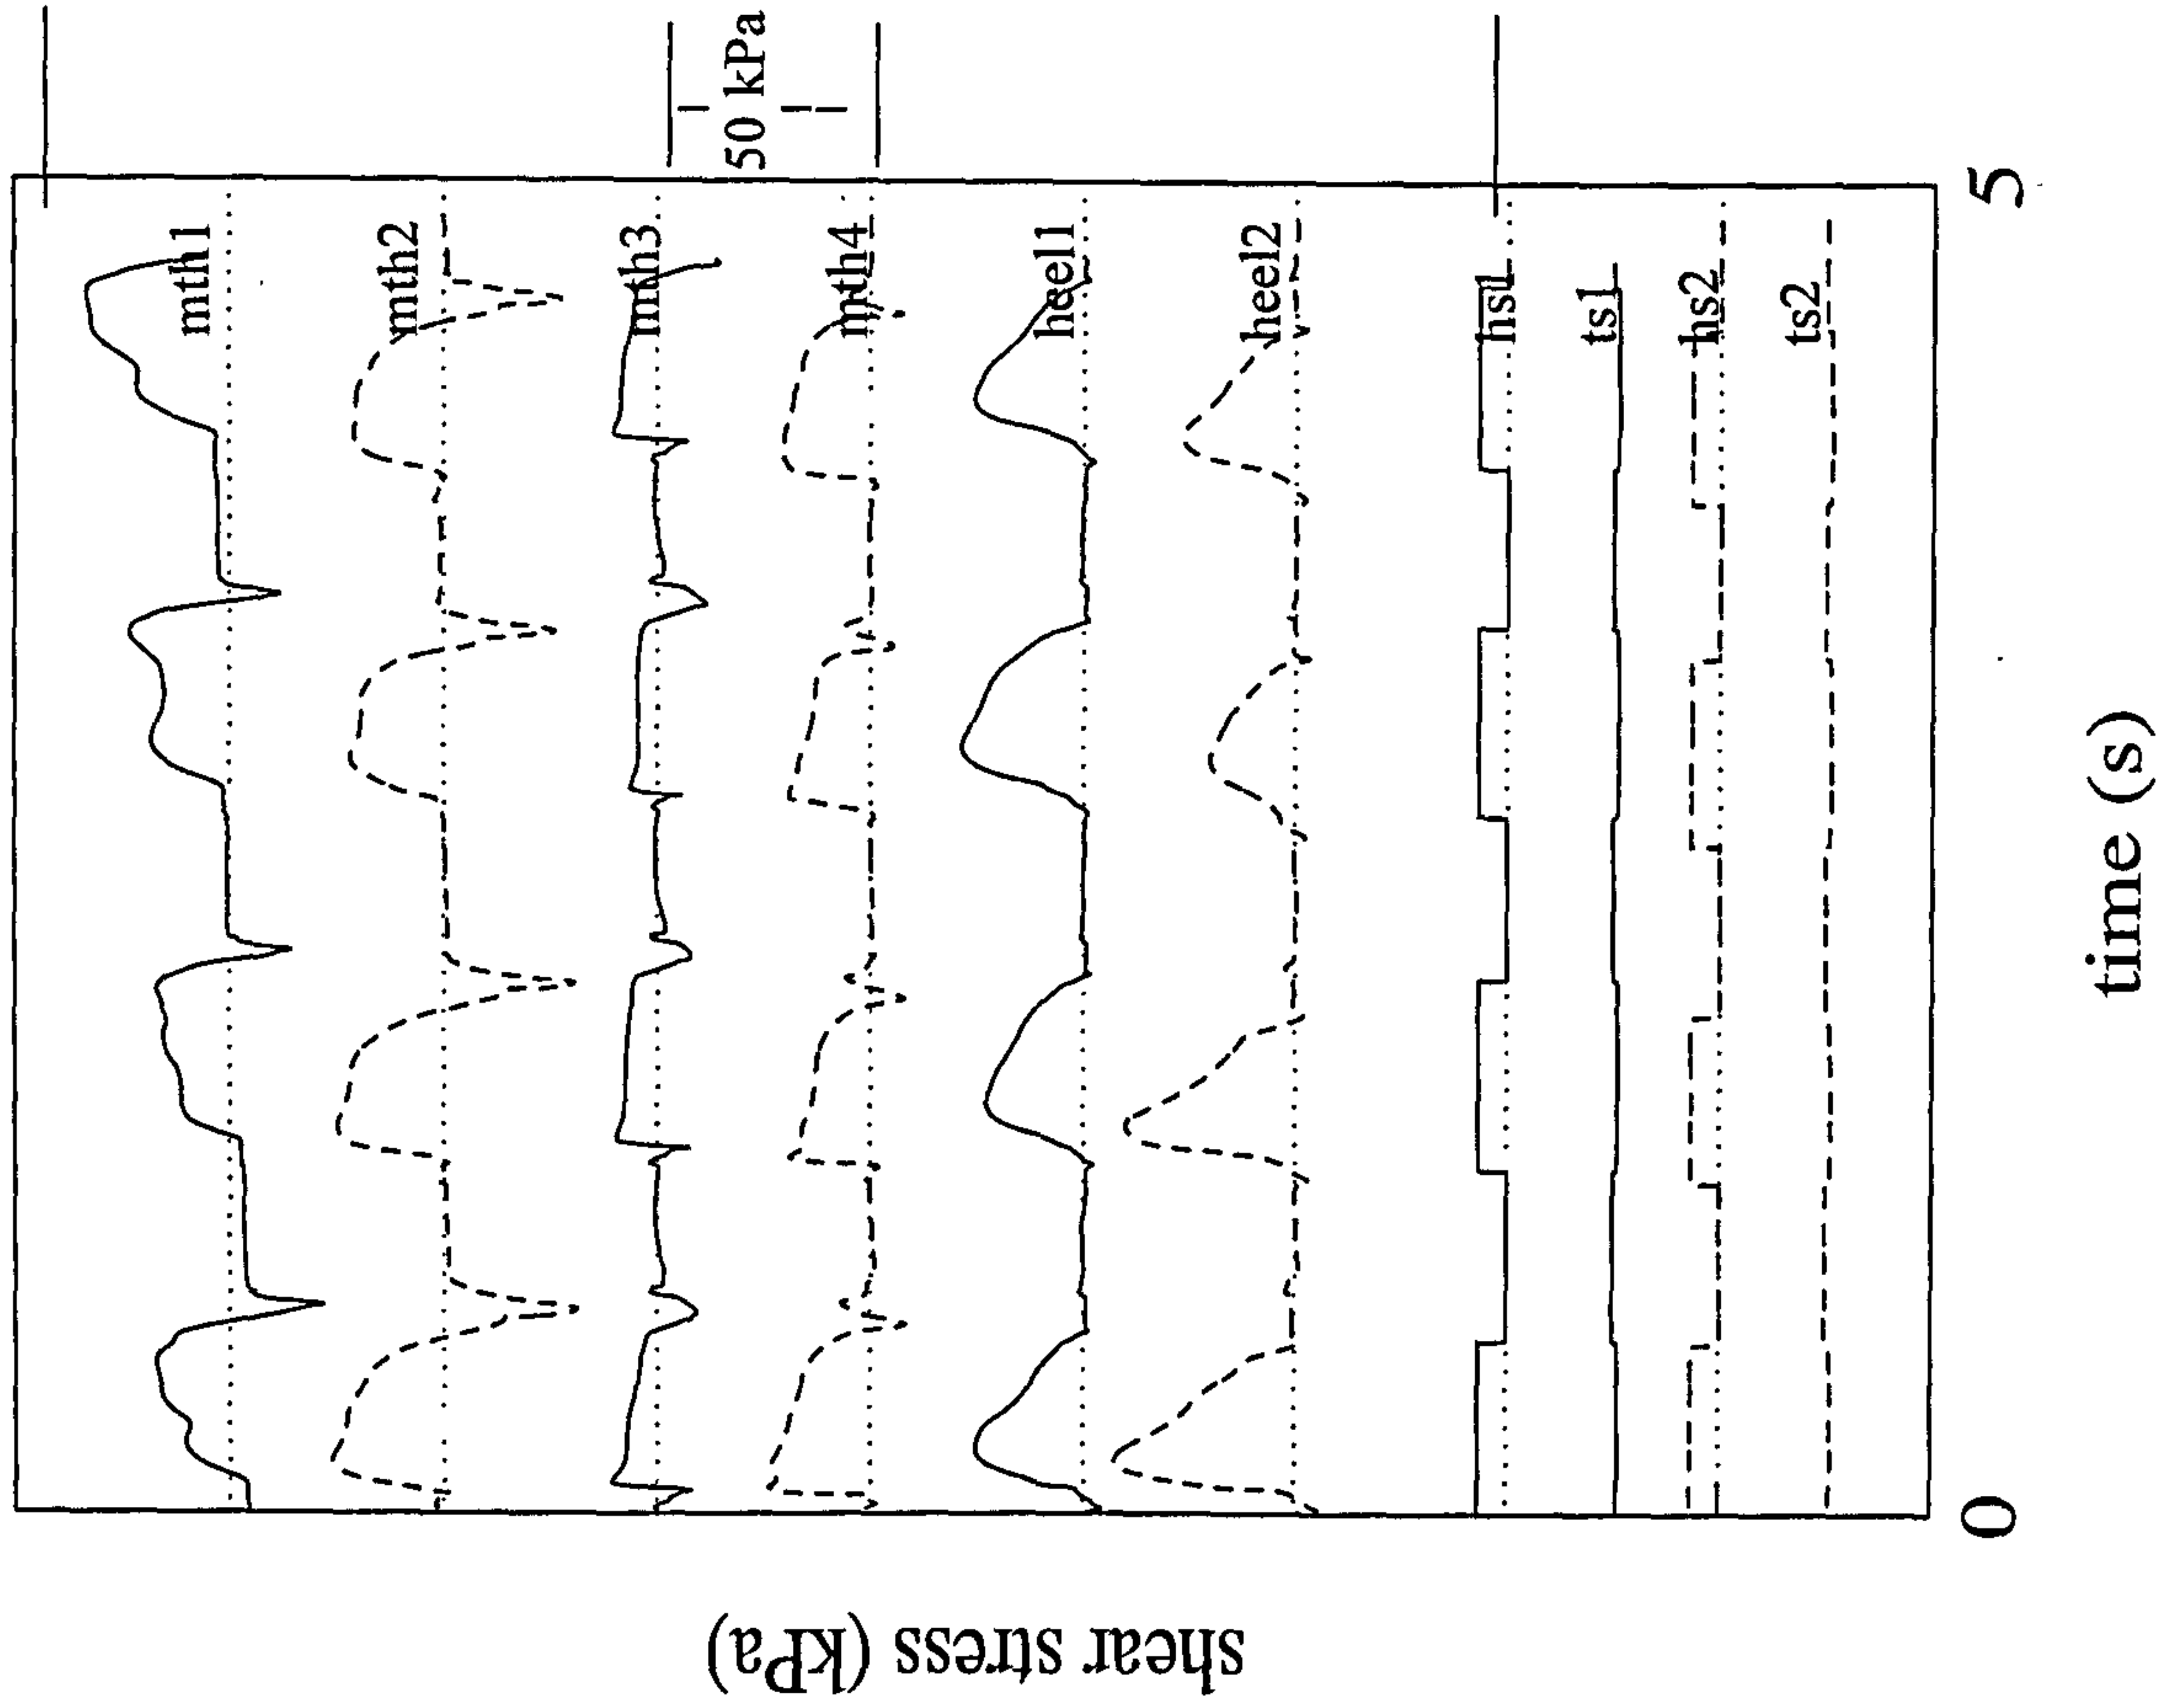 mth1
mth2
mth3
mth4
heel1
heel2
hs1
ts1
hs2
ts2
50 kPa
shear stress (kPa)
0
5
time (s)